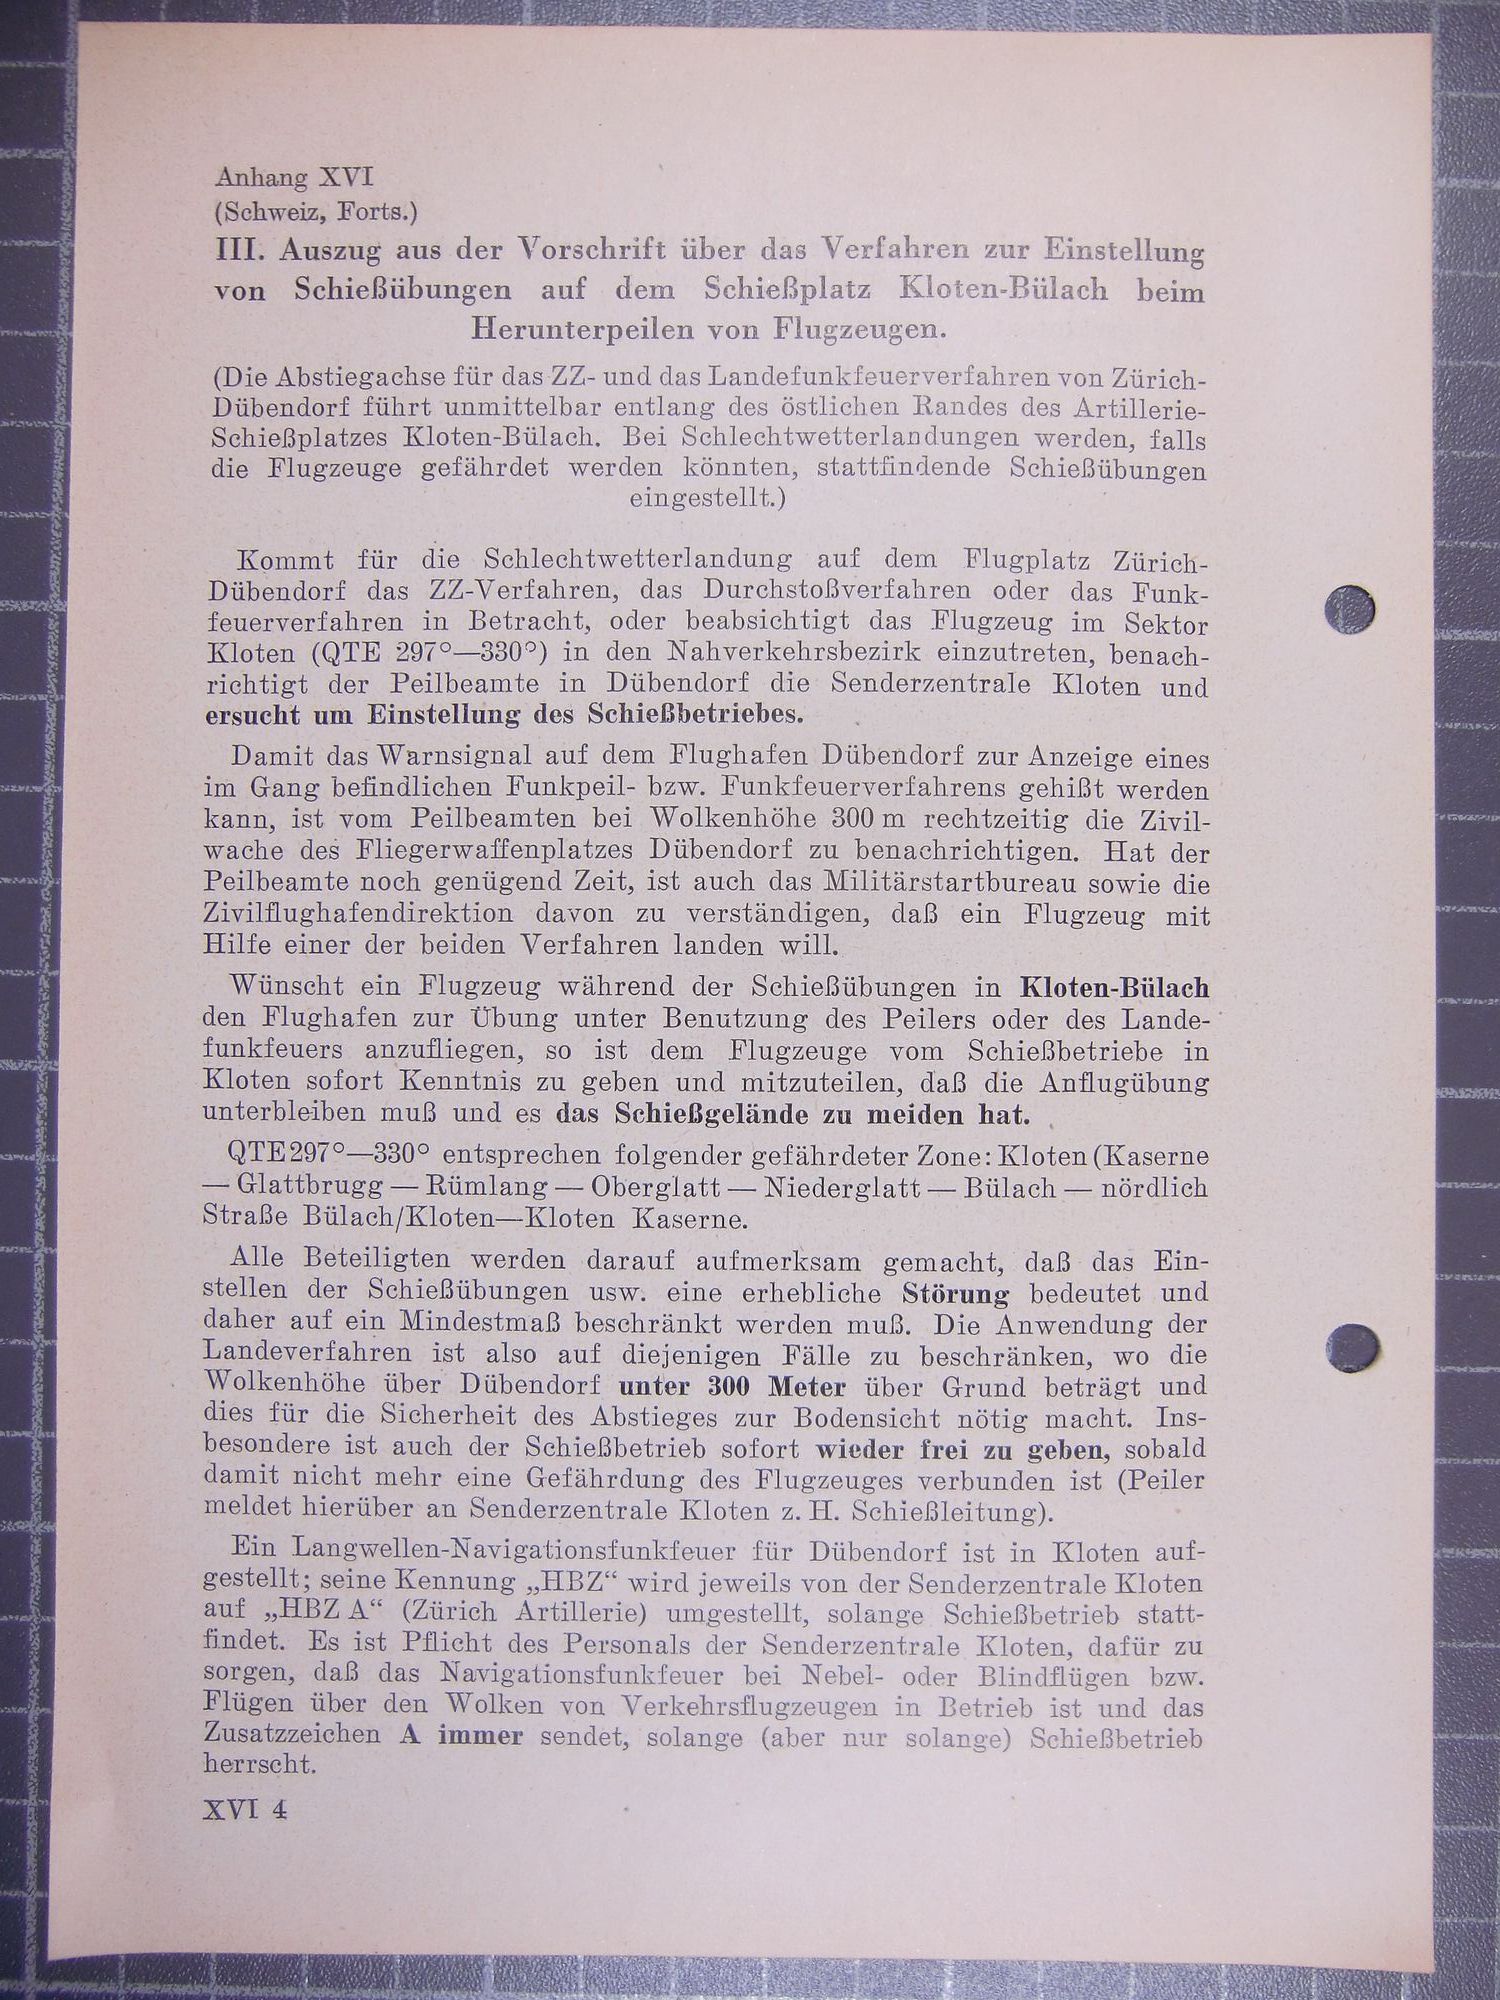 Anhang XVI
(Schweiz, Forts.)
III. Auszug aus der Vorschrift über das Verfahren zur Einstellung
von Schießübungen auf dem Schießplatz Kloten-Bülach beim
Herunterpeilen von Flugzeugen.
(Die Abstiegachse für das ZZ- und das Landefunkfeuerverfahren von Zürich-
Dübendorf führt unmittelbar entlang des östlichen Randes des Artillerie-
Schießplatzes Kloten-Bülach. Bei Schlechtwetterlandungen werden, falls
die Flugzeuge gefährdet werden könnten, stattfindende Schießübungen
eingestellt.)
Kommt für die Schlechtwetterlandung auf dem Flugplatz Zürich-
Dübendorf das ZZ-Verfahren, das Durchstoßverfahren oder das Funk-
feuerverfahren in Betracht, oder beabsichtigt das Flugzeug im Sektor
Kloten (QTE 297°—330°) in den Nahverkehrsbezirk einzutreten, benach-
richtigt der Peilbeamte in Dübendorf die Senderzentrale Kloten und
ersucht um Einstellung des Schießbetriebes.
Damit das Warnsignal auf dem Flughafen Dübendorf zur Anzeige eines
im Gang befindlichen Funkpeil- bzw. Funkfeuerverfahrens gehißt werden
kann, ist vom Peilbeamten bei Wolkenhöhe 300 m rechtzeitig die Zivil-
wache des Fliegerwaffenplatzes Dübendorf zu benachrichtigen. Hat der
Peilbeamte noch genügend Zeit, ist auch das Militärstartbureau sowie die
Zivilflughafendirektion davon zu verständigen, daß ein Flugzeug mit
Hilfe einer der beiden Verfahren landen will.
Wünscht ein Flugzeug während der Schießübungen in Kloten-Bülach
den Flughafen zur Übung unter Benutzung des Peilers oder des Lande-
funkfeuers anzufliegen, so ist dem Flugzeuge vom Schießbetriebe in
Kloten sofort Kenntnis zu geben und mitzuteilen, daß die Anflugübung
unterbleiben muß und es das Schießgelände zu meiden hat.
QTE 297°—330° entsprechen folgender gefährdeter Zone: Kloten (Kaserne
— Glattbrugg — Rümlang — Oberglatt — Niederglatt — Bülach — nördlich
Straße Bülach/Kloten—Kloten Kaserne.
Alle Beteiligten werden darauf aufmerksam gemacht, daß das Ein-
stellen der Schießübungen usw. eine erhebliche Störung bedeutet und
daher auf ein Mindestmaß beschränkt werden muß. Die Anwendung der
Landeverfahren ist also auf diejenigen Fälle zu beschränken, wo die
Wolkenhöhe über Dübendorf unter 300 Meter über Grund beträgt und
dies für die Sicherheit des Abstieges zur Bodensicht nötig macht. Ins-
besondere ist auch der Schießbetrieb sofort wieder frei zu geben, sobald
damit nicht mehr eine Gefährdung des Flugzeuges verbunden ist (Peiler
meldet hierüber an Senderzentrale Kloten z. H. Schießleitung).
Ein Langwellen-Navigationsfunkfeuer für Dübendorf ist in Kloten auf-
gestellt; seine Kennung „HBZ“ wird jeweils von der Senderzentrale Kloten
auf „HBZ A“ (Zürich Artillerie) umgestellt, solange Schießbetrieb statt-
findet. Es ist Pflicht des Personals der Senderzentrale Kloten, dafür zu
sorgen, daß das Navigationsfunkfeuer bei Nebel- oder Blindflügen bzw.
Flügen über den Wolken von Verkehrsflugzeugen in Betrieb ist und das
Zusatzzeichen A immer sendet, solange (aber nur solange) Schießbetrieb
herrscht.
XVI 4